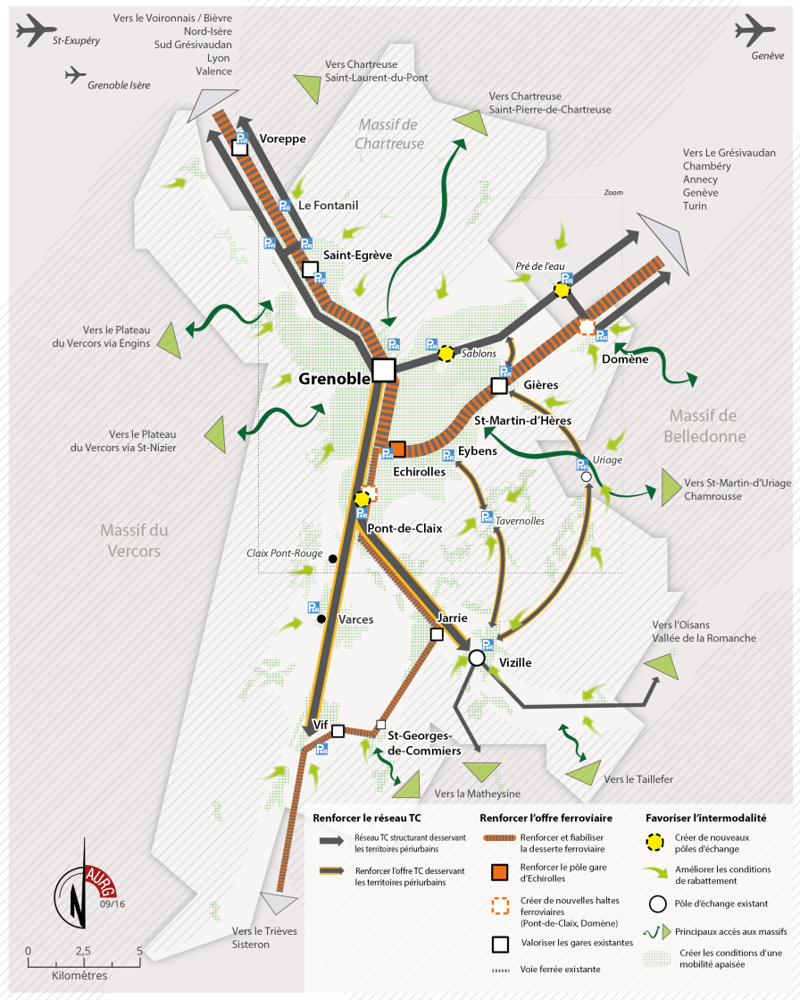 St-Exupéry
Grenoble Isère
Vers le Voironnais / Bièvre
Nord-Isère
Sud Grésivaudan
Lyon
Valence
Genève
Vers Chartreuse
Saint-Laurent-du-Pont
Vers Chartreuse
Saint-Pierre-de-Chartreuse
Massif de
Chartreuse
Voreppe
P+R
Vers Le Grésivaudan
Chambéry
Annecy
Genève
Turin
Zoom
P+R
Le Fontanil
P+R
P+R
Saint-Egrève
P+R
Pré de l'eau
P+R
Vers le Plateau
du Vercors via Engins
P+R
P+R
Sablons
P+R
Domène
Grenoble
P+R
Gières
St-Martin-d'Hères
Massif de
Belledonne
Vers le Plateau
du Vercors via St-Nizier
P+R
Echirolles
P+R
Eybens
Uriage
P+R
Vers St-Martin-d'Uriage
Chamrousse
P+R
Pont-de-Claix
P+R
Tavernolles
Massif du
Vercors
Claix Pont-Rouge
P+R
Varces
Jarrie
P+R
Vizille
Vers l'Oisans
Vallée de la Romanche
Vif
P+R
St-Georges-
de-Commiers
Vers la Matheysine
Vers le Taillefer
Vers le Trièves
Sisteron
N
AURG
09/16
0 2,5 5
Kilomètres
Renforcer le réseau TC
Réseau TC structurant desservant
les territoires périurbains
Renforcer l'offre TC desservant
les territoires périurbains
Renforcer l'offre ferroviaire
Renforcer et fiabiliser
la desserte ferroviaire
Renforcer le pôle gare
d'Echirolles
Créer de nouvelles haltes
ferroviaires
(Pont-de-Claix, Domène)
Valoriser les gares existantes
Voie ferrée existante
Favoriser l'intermodalité
Créer de nouveaux
pôles d'échange
Améliorer les conditions
de rabattement
Pôle d'échange existant
Principaux accès aux massifs
Créer les conditions d'une
mobilité apaisée